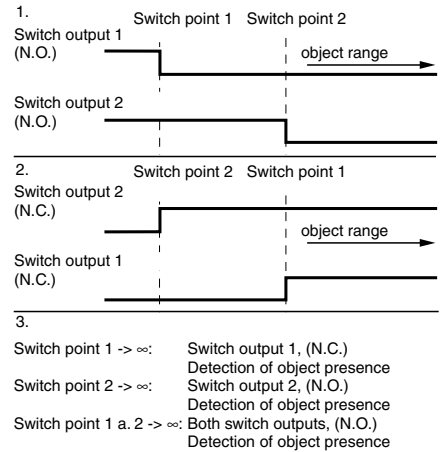 1.
Switch point 1 Switch point 2
Switch output 1
(N.O.)
object range
Switch output 2
(N.O.)
2.
Switch point 2 Switch point 1
Switch output 2
(N.C.)
object range
Switch output 1
(N.C.)
3.
Switch point 1 -> ∞: Switch output 1, (N.C.)
Detection of object presence
Switch point 2 -> ∞: Switch output 2, (N.O.)
Detection of object presence
Switch point 1 a. 2 -> ∞: Both switch outputs, (N.O.)
Detection of object presence